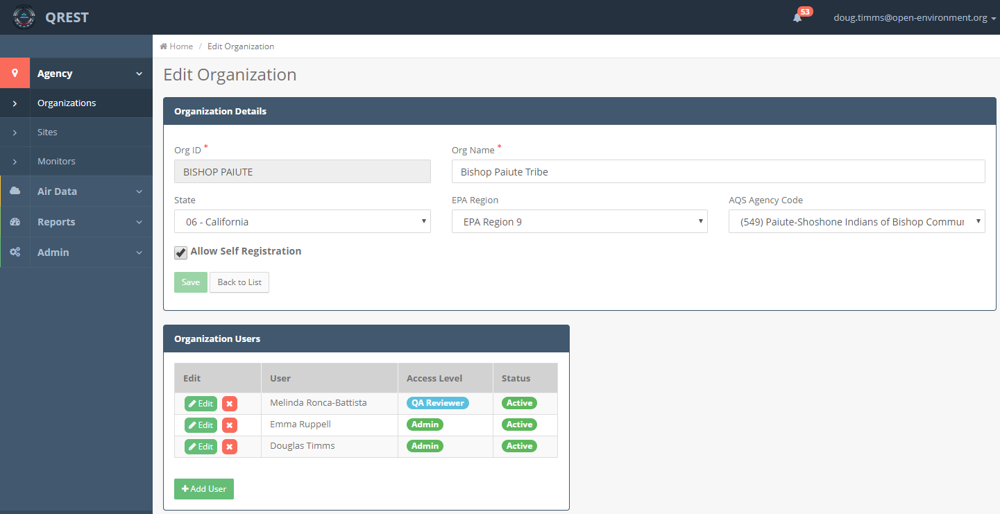 QREST
53
doug.timms@open-environment.org
Home / Edit Organization
Agency
Organizations
Sites
Monitors
Air Data
Reports
Admin
Edit Organization
Organization Details
Org ID *
Org Name *
BISHOP PAIUTE
Bishop Paiute Tribe
State
EPA Region
AQS Agency Code
06 - California
EPA Region 9
(549) Paiute-Shoshone Indians of Bishop Commun
Allow Self Registration
Save
Back to List
Organization Users
Edit User Access Level Status
Edit Melinda Ronca-Battista QA Reviewer Active
Edit Emma Ruppell Admin Active
Edit Douglas Timms Admin Active
Add User